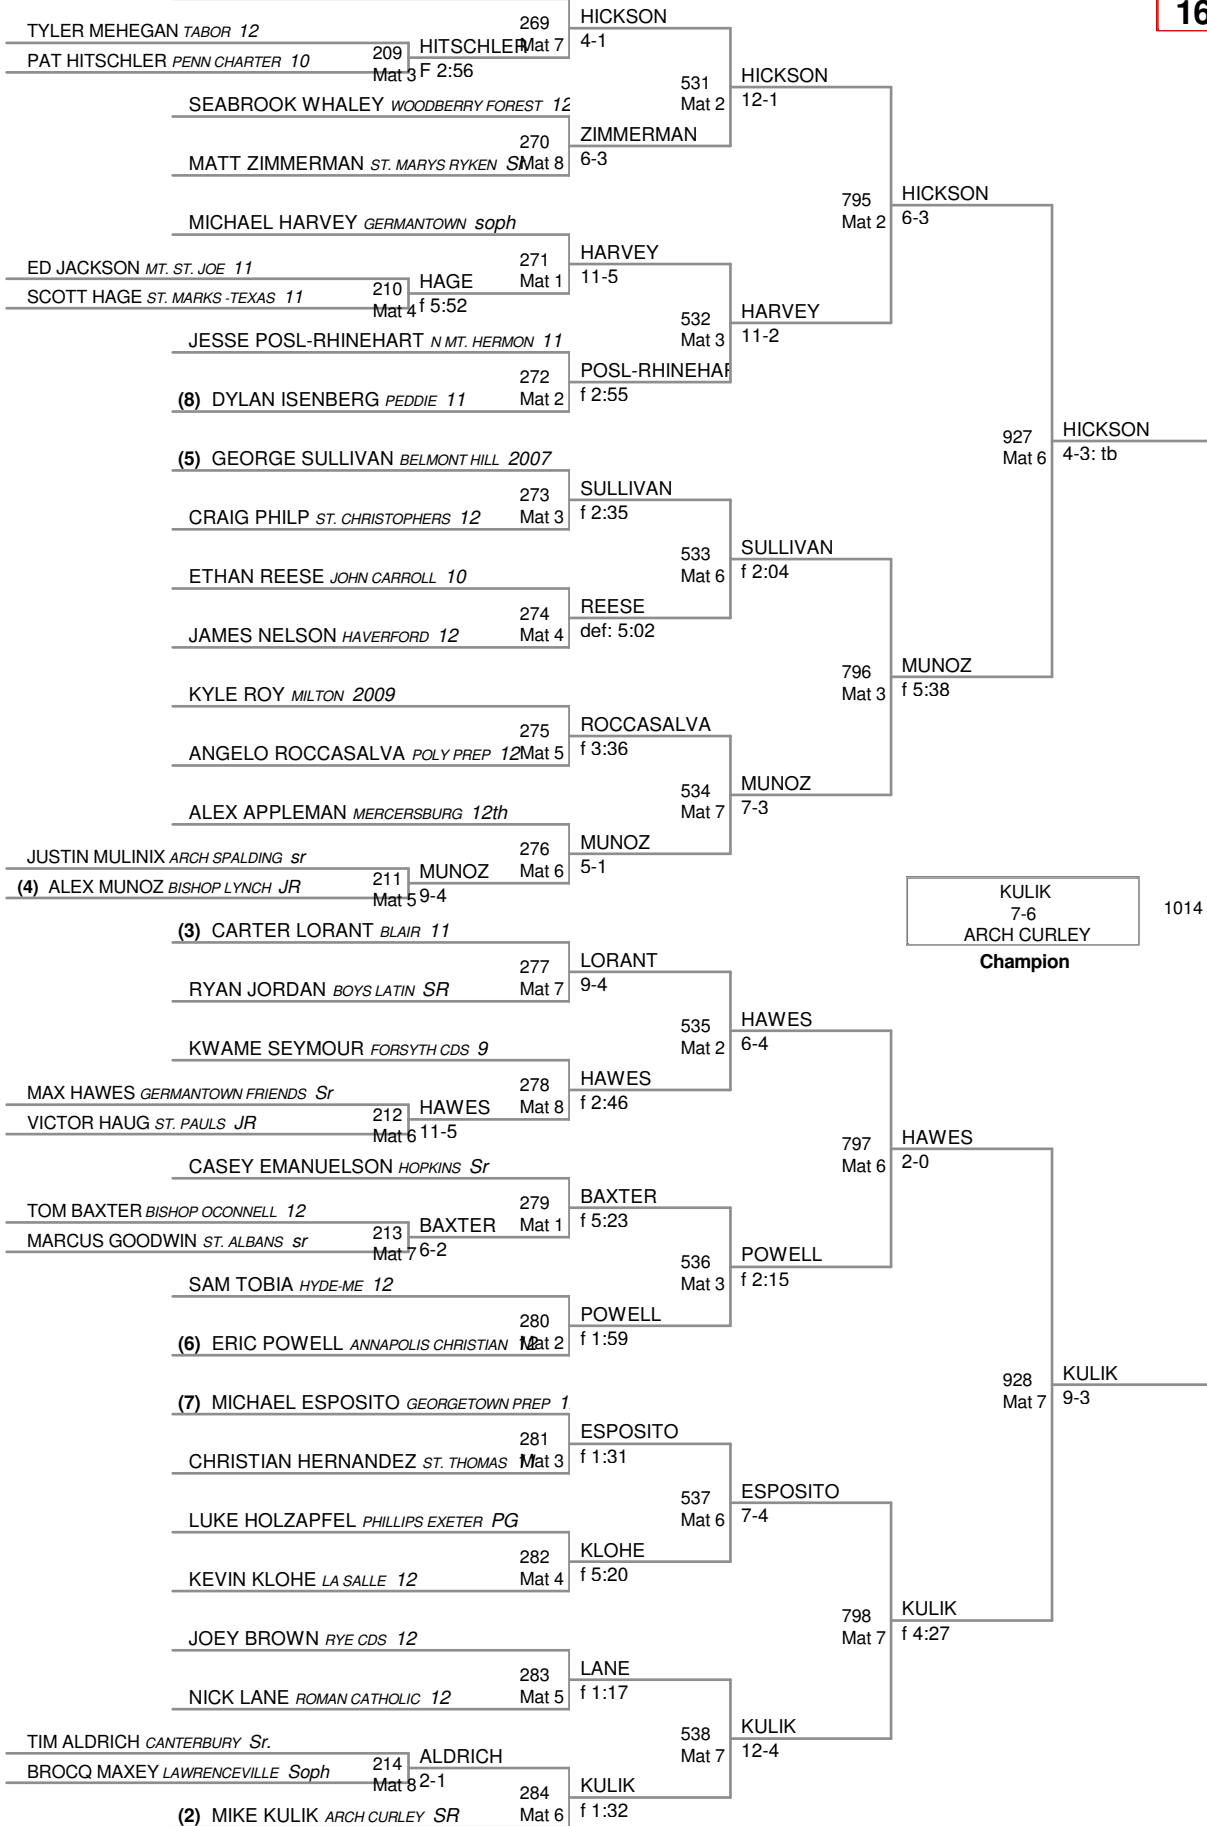 16
269
HICKSON
TYLER MEHEGAN TABOR 12
Mat 7
4-1
209
HITSCHLER
PAT HITSCHLER PENN CHARTER 10
Mat 3
F 2:56
531
HICKSON
Mat 2
12-1
SEABROOK WHALEY WOODBERRY FOREST 12
270
ZIMMERMAN
MATT ZIMMERMAN ST. MARYS RYKEN Sr
Mat 8
6-3
795
HICKSON
Mat 2
6-3
MICHAEL HARVEY GERMANTOWN soph
271
HARVEY
ED JACKSON MT. ST. JOE 11
Mat 1
11-5
210
HAGE
SCOTT HAGE ST. MARKS -TEXAS 11
Mat 4
f 5:52
532
HARVEY
Mat 3
11-2
JESSE POSL-RHINEHART N MT. HERMON 11
272
POSL-RHINEHAR
(8) DYLAN ISENBERG PEDDIE 11
Mat 2
f 2:55
927
HICKSON
Mat 6
4-3: tb
(5) GEORGE SULLIVAN BELMONT HILL 2007
273
SULLIVAN
CRAIG PHILP ST. CHRISTOPHERS 12
Mat 3
f 2:35
533
SULLIVAN
Mat 6
f 2:04
ETHAN REESE JOHN CARROLL 10
274
REESE
JAMES NELSON HAVERFORD 12
Mat 4
def: 5:02
796
MUNOZ
Mat 3
f 5:38
KYLE ROY MILTON 2009
275
ROCCASALVA
ANGELO ROCCASALVA POLY PREP 12
Mat 5
f 3:36
534
MUNOZ
Mat 7
7-3
ALEX APPLEMAN MERCERSBURG 12th
276
MUNOZ
JUSTIN MULINIX ARCH SPALDING sr
Mat 6
5-1
211
MUNOZ
(4) ALEX MUNOZ BISHOP LYNCH JR
Mat 5
9-4
KULIK
7-6
ARCH CURLEY
1014
Champion
(3) CARTER LORANT BLAIR 11
277
LORANT
RYAN JORDAN BOYS LATIN SR
Mat 7
9-4
535
HAWES
Mat 2
6-4
KWAME SEYMOUR FORSYTH CDS 9
278
HAWES
MAX HAWES GERMANTOWN FRIENDS Sr
Mat 8
f 2:46
212
HAWES
VICTOR HAUG ST. PAULS JR
Mat 6
11-5
797
HAWES
Mat 6
2-0
CASEY EMANUELSON HOPKINS Sr
279
BAXTER
TOM BAXTER BISHOP OCONNELL 12
Mat 1
f 5:23
213
BAXTER
MARCUS GOODWIN ST. ALBANS sr
Mat 7
6-2
536
POWELL
Mat 3
f 2:15
SAM TOBIA HYDE-ME 12
280
POWELL
(6) ERIC POWELL ANNAPOLIS CHRISTIAN 12
Mat 2
f 1:59
928
KULIK
Mat 7
9-3
(7) MICHAEL ESPOSITO GEORGETOWN PREP 1
281
ESPOSITO
CHRISTIAN HERNANDEZ ST. THOMAS 11
Mat 3
f 1:31
537
ESPOSITO
Mat 6
7-4
LUKE HOLZAPFEL PHILLIPS EXETER PG
282
KLOHE
KEVIN KLOHE LA SALLE 12
Mat 4
f 5:20
798
KULIK
Mat 7
f 4:27
JOEY BROWN RYE CDS 12
283
LANE
NICK LANE ROMAN CATHOLIC 12
Mat 5
f 1:17
538
KULIK
Mat 7
12-4
TIM ALDRICH CANTERBURY Sr.
214
ALDRICH
BROCQ MAXEY LAWRENCEVILLE Soph
Mat 8
2-1
284
KULIK
(2) MIKE KULIK ARCH CURLEY SR
Mat 6
f 1:32